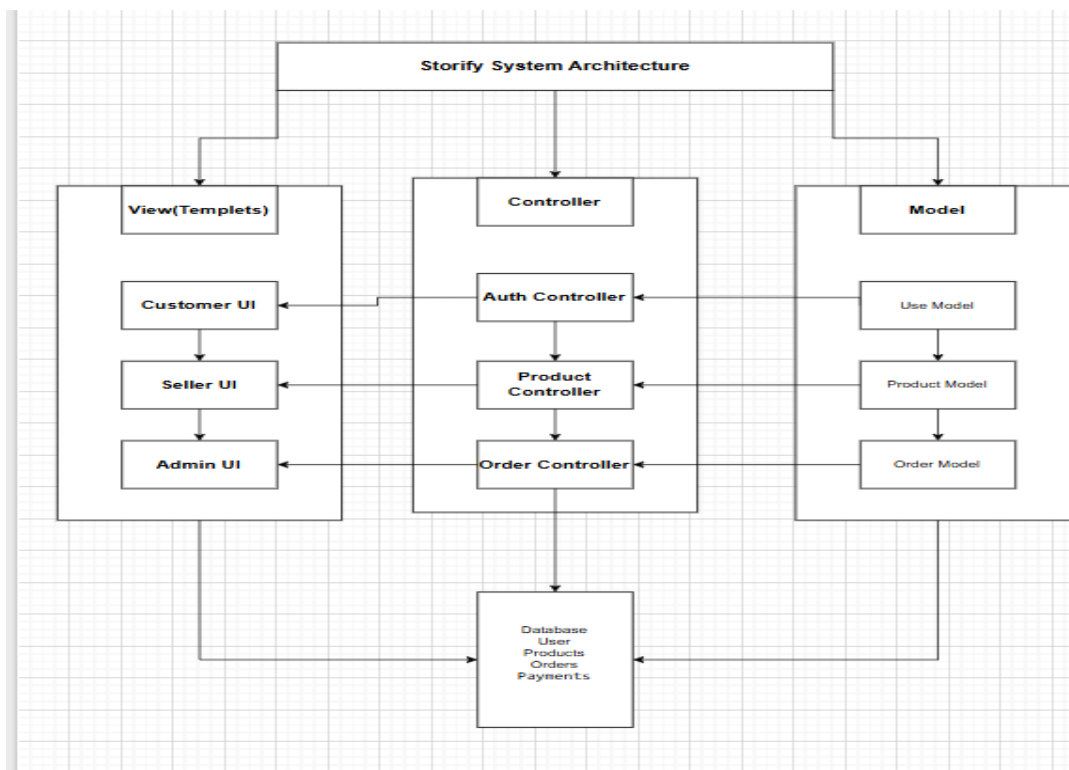 Storify System Architecture
View(Templets)
Controller
Model
Customer UI
Auth Controller
Use Model
Seller UI
Product
Controller
Product Model
Admin UI
Order Controller
Order Model
Database
User
Products
Orders
Payments